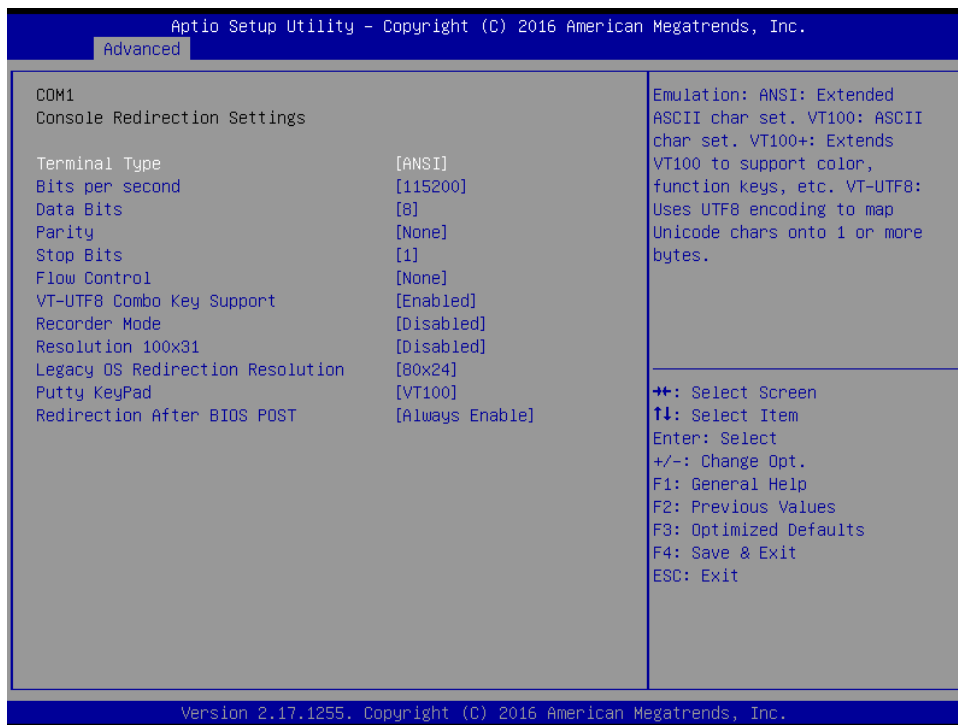 Aptio Setup Utility – Copyright (C) 2016 American Megatrends, Inc.
Advanced
COM1
Console Redirection Settings
Terminal Type [ANSI]
Bits per second [115200]
Data Bits [8]
Parity [None]
Stop Bits [1]
Flow Control [None]
VT-UTF8 Combo Key Support [Enabled]
Recorder Mode [Disabled]
Resolution 100x31 [Disabled]
Legacy OS Redirection Resolution [80x24]
Putty KeyPad [VT100]
Redirection After BIOS POST [Always Enable]
Emulation: ANSI: Extended
ASCII char set. VT100: ASCII
char set. VT100+: Extends
VT100 to support color,
function keys, etc. VT-UTF8:
Uses UTF8 encoding to map
Unicode chars onto 1 or more
bytes.
→←: Select Screen
↑↓: Select Item
Enter: Select
+/-: Change Opt.
F1: General Help
F2: Previous Values
F3: Optimized Defaults
F4: Save & Exit
ESC: Exit
Version 2.17.1255. Copyright (C) 2016 American Megatrends, Inc.